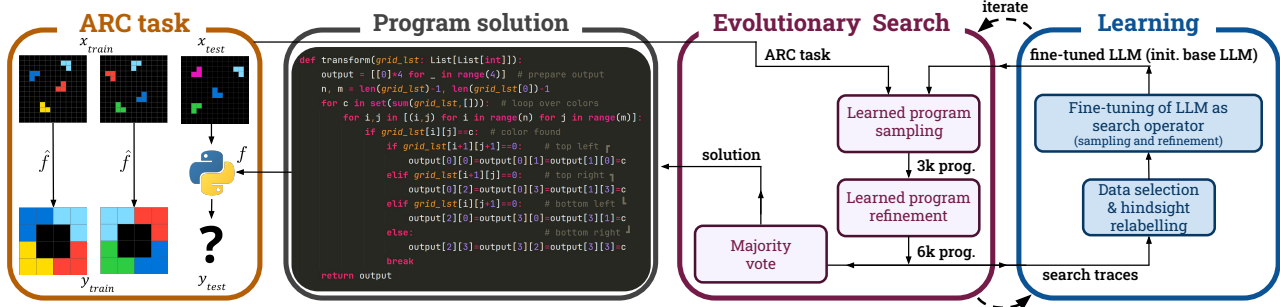 ARC task
x_train
x_test
f̂
f̂
f
?
y_train
y_test
Program solution
def transform(grid_lst: List[List[int]]):
output = [[0]*4 for _ in range(4)]  # prepare output
n, m = len(grid_lst)-1, len(grid_lst[0])-1
for c in set(sum(grid_lst,[])):  # loop over colors
for i,j in [(i,j) for i in range(n) for j in range(m)]:
if grid_lst[i][j]==c:  # color found
if grid_lst[i+1][j+1]==0:  # top left ┌
output[0][0]=output[0][1]=output[1][0]=c
elif grid_lst[i+1][j]==0:  # top right ┐
output[0][2]=output[0][3]=output[1][3]=c
elif grid_lst[i][j+1]==0:  # bottom left └
output[2][0]=output[3][0]=output[3][1]=c
else:  # bottom right ┘
output[2][3]=output[3][2]=output[3][3]=c
break
return output
solution
Evolutionary Search
ARC task
Learned program
sampling
3k prog.
Learned program
refinement
6k prog.
Majority
vote
iterate
Learning
fine-tuned LLM (init. base LLM)
Fine-tuning of LLM as
search operator
(sampling and refinement)
Data selection
& hindsight
relabelling
search traces